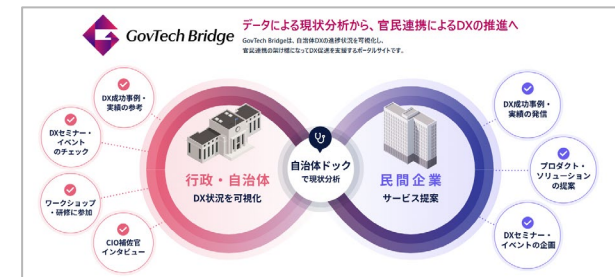 GovTech Bridge
データによる現状分析から、官民連携によるDXの推進へ
GovTech Bridgeは、自治体DXの進捗状況を可視化し、
官民連携の架け橋になってDX促進を支援するポータルサイトです。
DX成功事例・
実績の参考
DXセミナー・
イベント
のチェック
ワークショップ
・研修に参加
CIO補佐官
インタビュー
行政・自治体
DX状況を可視化
自治体ドック
で現状分析
民間企業
サービス提案
DX成功事例・
実績の発信
プロダクト・
ソリューション
の提案
DXセミナー・
イベントの企画